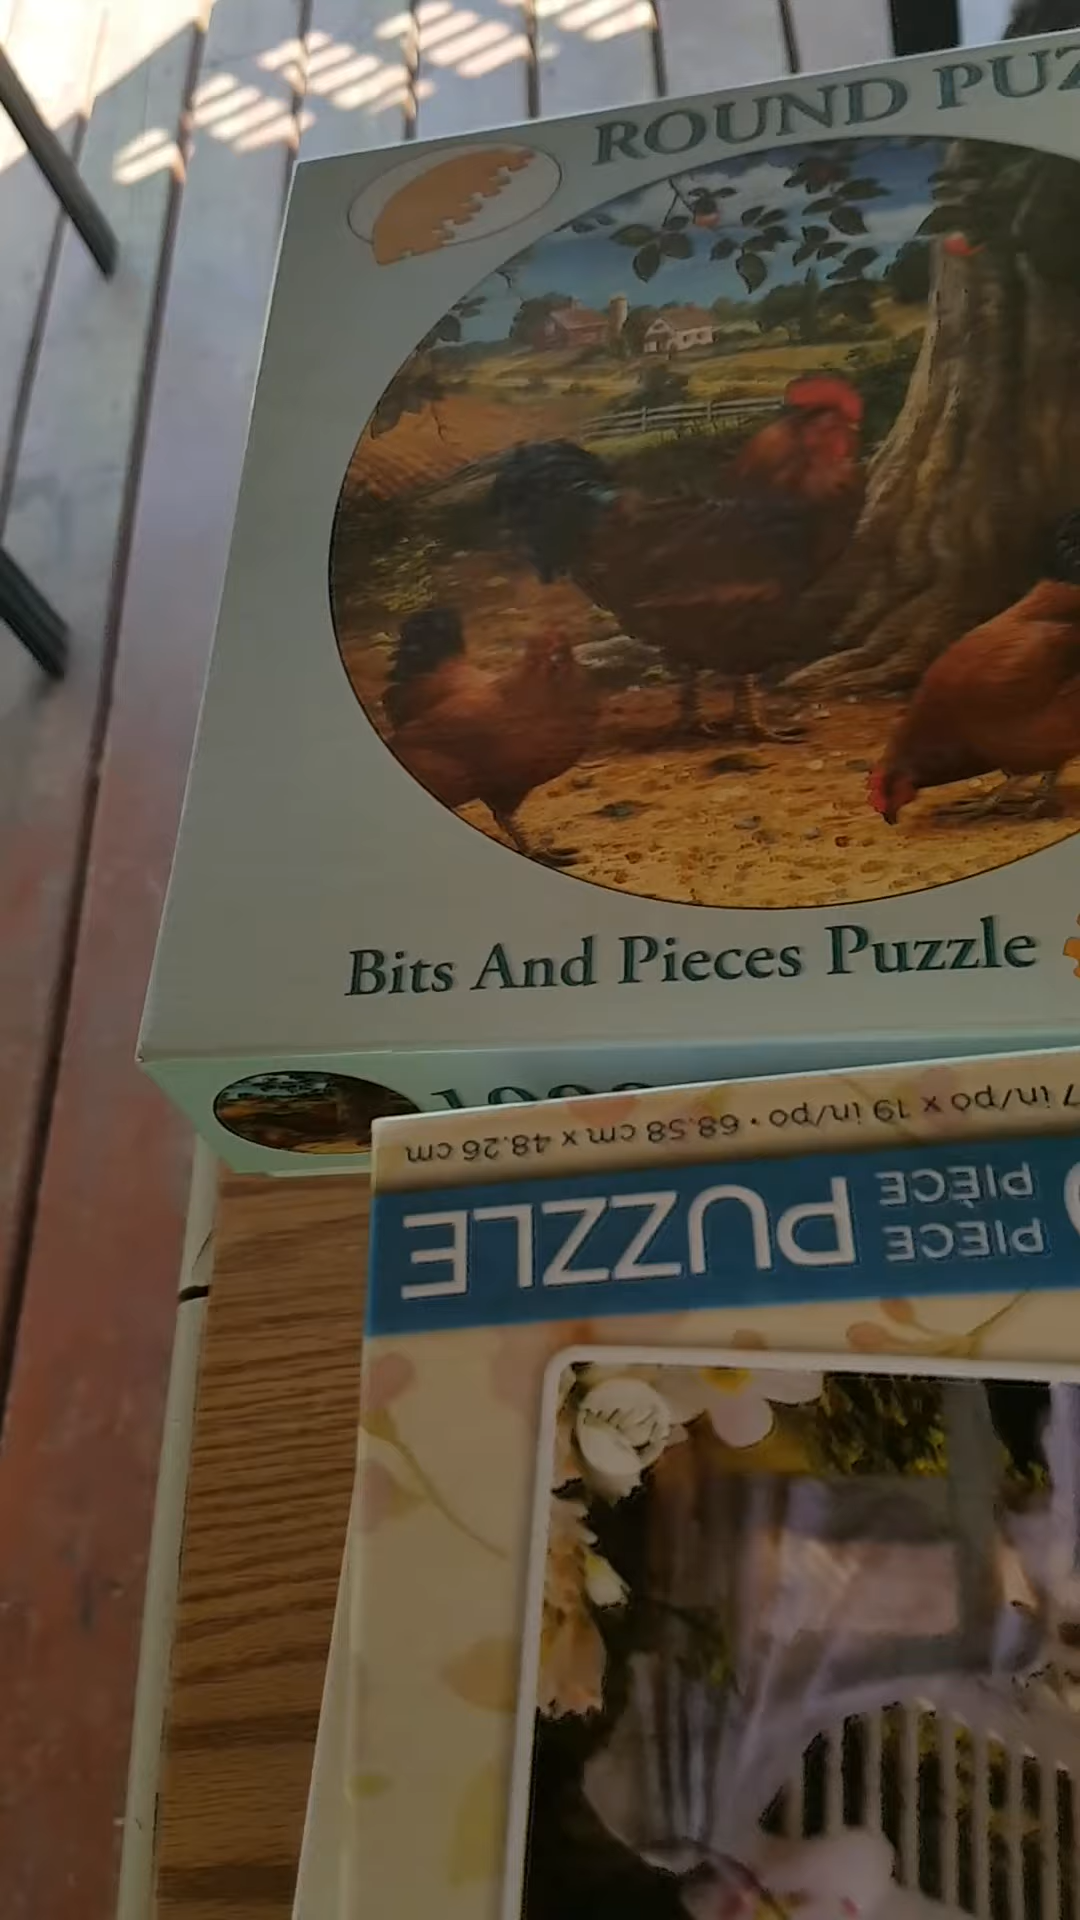 ROUND PUZ
Bits And Pieces Puzzle
7 in/po x 19 in/po • 68.58 cm x 48.26 cm
PIECE
PIÈCE
PUZZLE